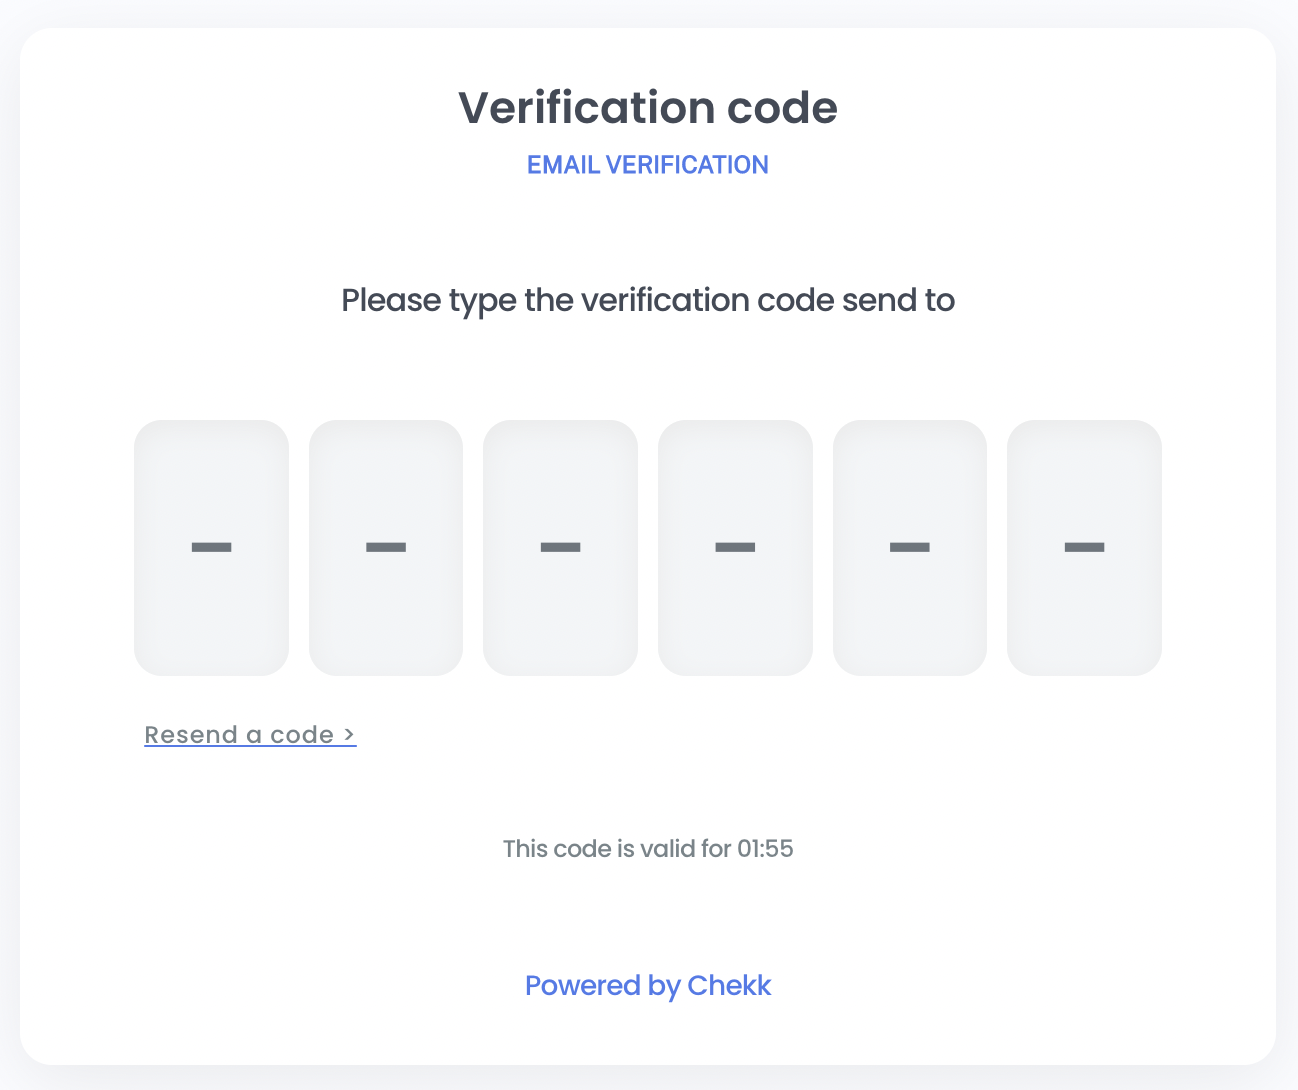 Verification code
EMAIL VERIFICATION
Please type the verification code send to
– – – – – –
Resend a code >
This code is valid for 01:55
Powered by Chekk